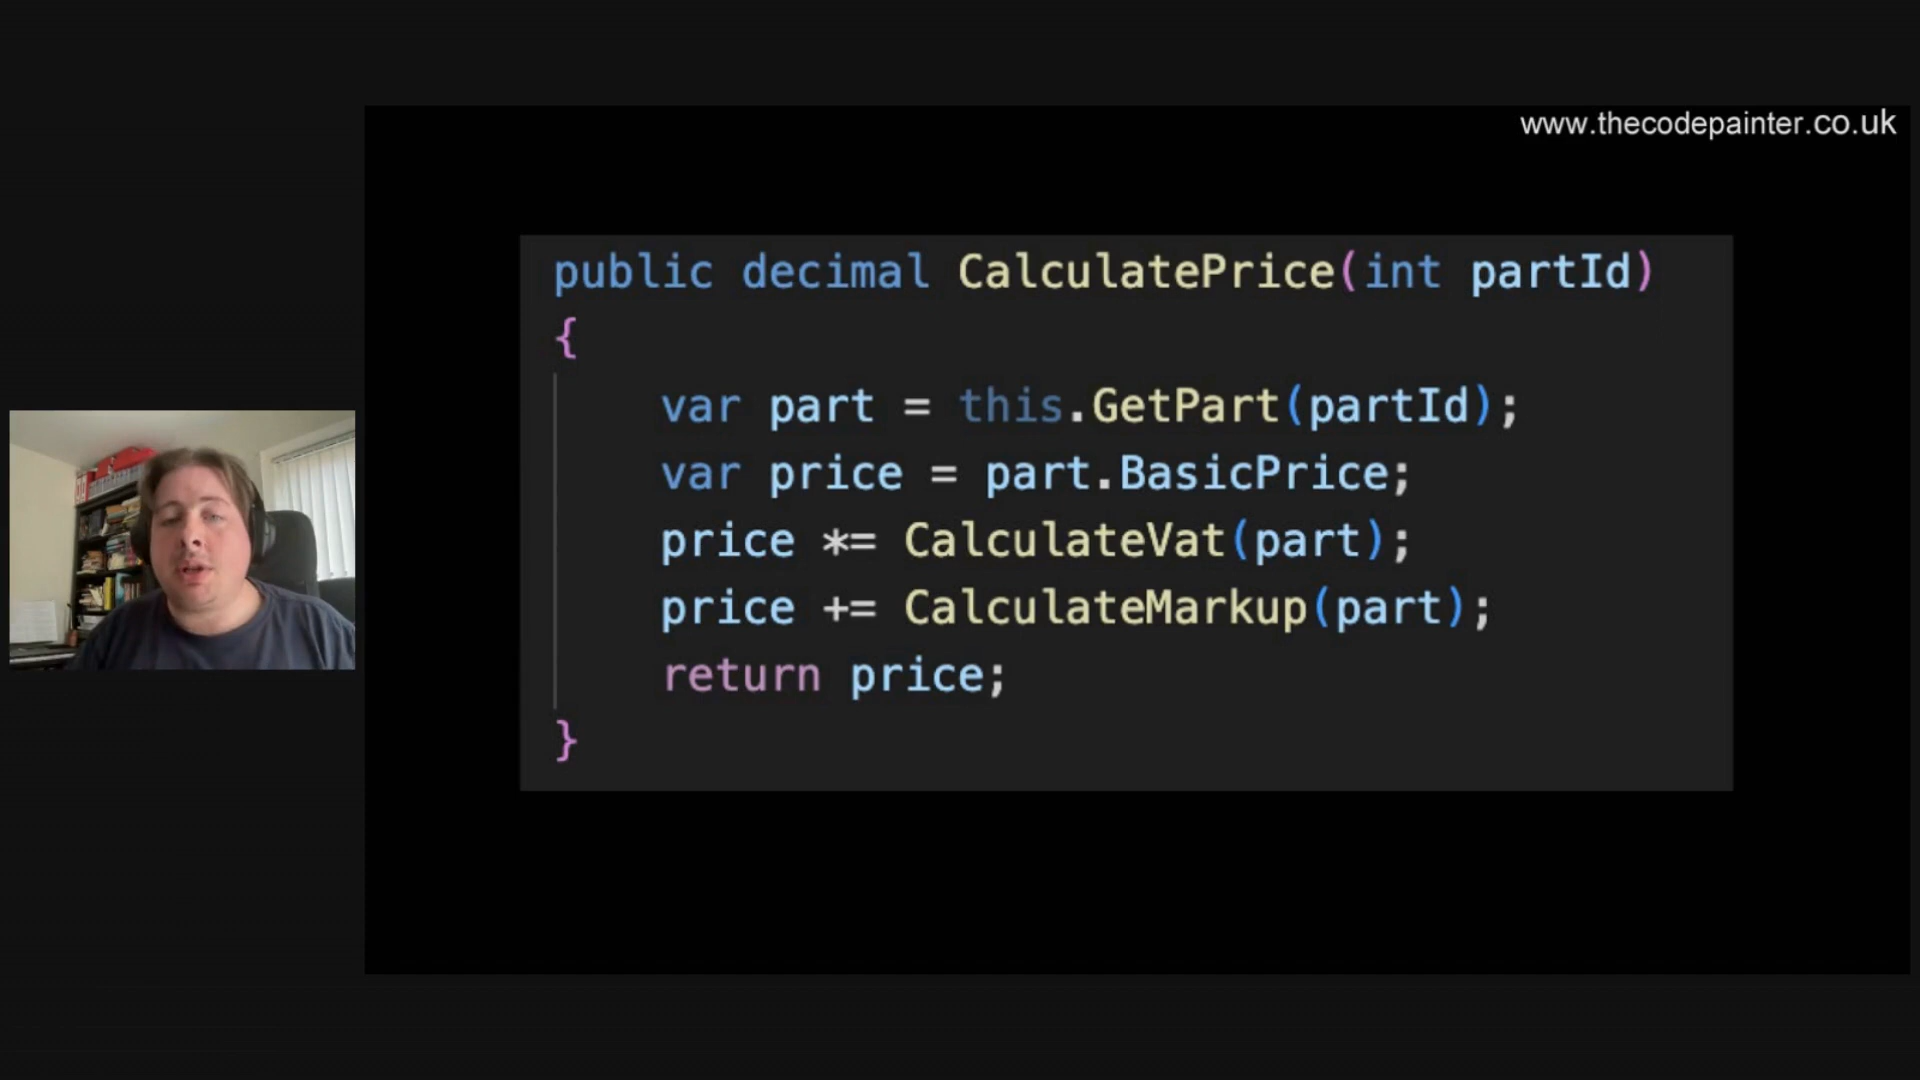 www.thecodepainter.co.uk
public decimal CalculatePrice(int partId)
{
var part = this.GetPart(partId);
var price = part.BasicPrice;
price *= CalculateVat(part);
price += CalculateMarkup(part);
return price;
}